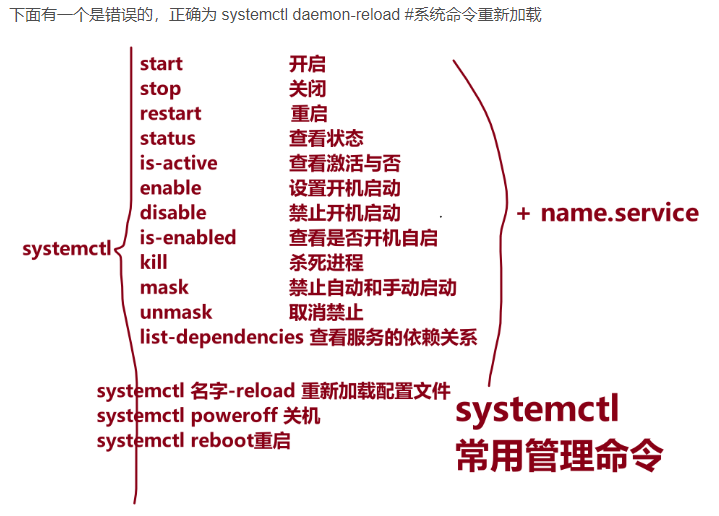 下面有一个是错误的，正确为 systemctl daemon-reload #系统命令重新加载
start 开启
stop 关闭
restart 重启
status 查看状态
is-active 查看激活与否
enable 设置开机启动
disable 禁止开机启动
+ name.service
is-enabled 查看是否开机自启
systemctl
kill 杀死进程
mask 禁止自动和手动启动
unmask 取消禁止
list-dependencies 查看服务的依赖关系
systemctl 名字-reload 重新加载配置文件
systemctl poweroff 关机
systemctl reboot重启
systemctl
常用管理命令